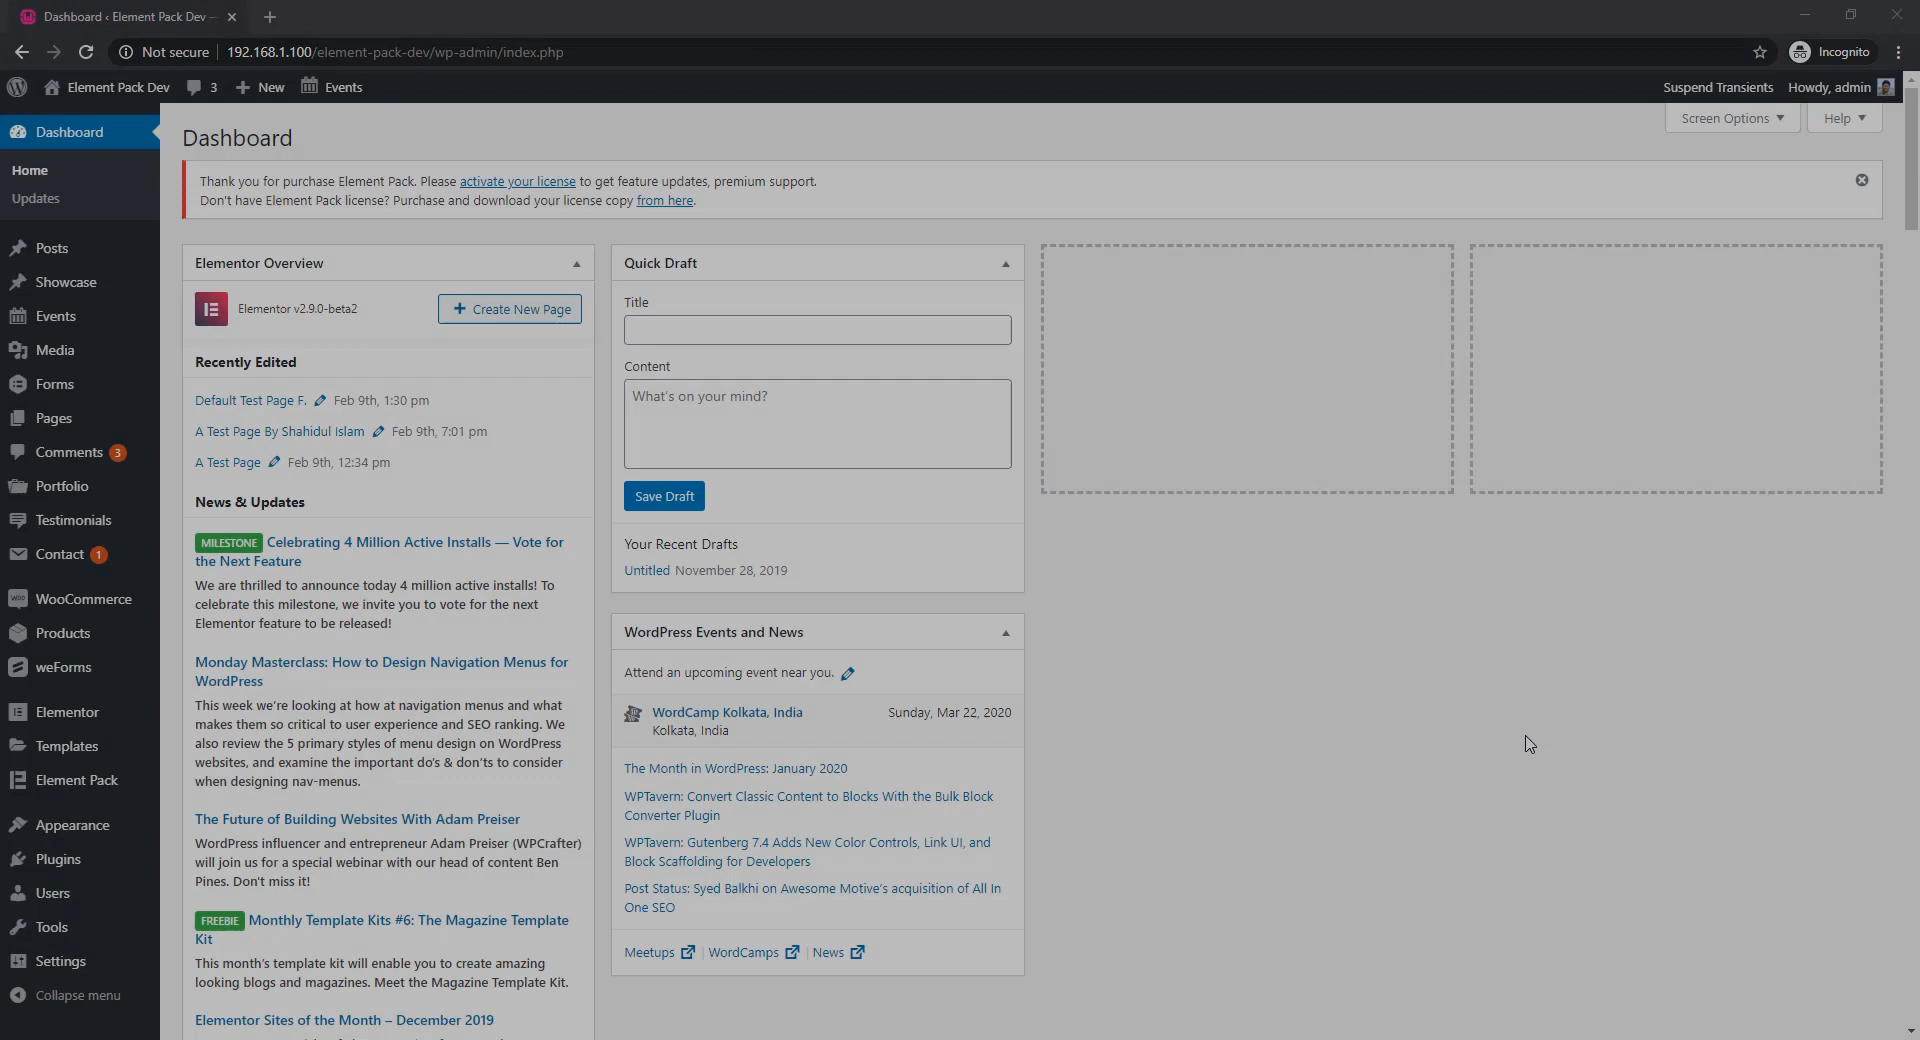 Dashboard ‹ Element Pack Dev —
Not secure
192.168.1.100/element-pack-dev/wp-admin/index.php
Incognito
Element Pack Dev
3
New
Events
Suspend Transients
Howdy, admin
Dashboard
Home
Updates
Posts
Showcase
Events
Media
Forms
Pages
Comments 3
Portfolio
Testimonials
Contact 1
WooCommerce
Products
weForms
Elementor
Templates
Element Pack
Appearance
Plugins
Users
Tools
Settings
Collapse menu
Dashboard
Screen Options
Help
Thank you for purchase Element Pack. Please activate your license to get feature updates, premium support.
Don't have Element Pack license? Purchase and download your license copy from here.
Elementor Overview
Elementor v2.9.0-beta2
Create New Page
Recently Edited
Default Test Page F. Feb 9th, 1:30 pm
A Test Page By Shahidul Islam Feb 9th, 7:01 pm
A Test Page Feb 9th, 12:34 pm
News & Updates
MILESTONE Celebrating 4 Million Active Installs — Vote for
the Next Feature
We are thrilled to announce today 4 million active installs! To
celebrate this milestone, we invite you to vote for the next
Elementor feature to be released!
Monday Masterclass: How to Design Navigation Menus for
WordPress
This week we're looking at how at navigation menus and what
makes them so critical to user experience and SEO ranking. We
also review the 5 primary styles of menu design on WordPress
websites, and examine the important do's & don'ts to consider
when designing nav-menus.
The Future of Building Websites With Adam Preiser
WordPress influencer and entrepreneur Adam Preiser (WPCrafter)
will join us for a special webinar with our head of content Ben
Pines. Don't miss it!
FREEBIE Monthly Template Kits #6: The Magazine Template
Kit
This month's template kit will enable you to create amazing
looking blogs and magazines. Meet the Magazine Template Kit.
Elementor Sites of the Month – December 2019
Quick Draft
Title
Content
What's on your mind?
Save Draft
Your Recent Drafts
Untitled November 28, 2019
WordPress Events and News
Attend an upcoming event near you.
WordCamp Kolkata, India Sunday, Mar 22, 2020
Kolkata, India
The Month in WordPress: January 2020
WPTavern: Convert Classic Content to Blocks With the Bulk Block
Converter Plugin
WPTavern: Gutenberg 7.4 Adds New Color Controls, Link UI, and
Block Scaffolding for Developers
Post Status: Syed Balkhi on Awesome Motive's acquisition of All In
One SEO
Meetups | WordCamps | News